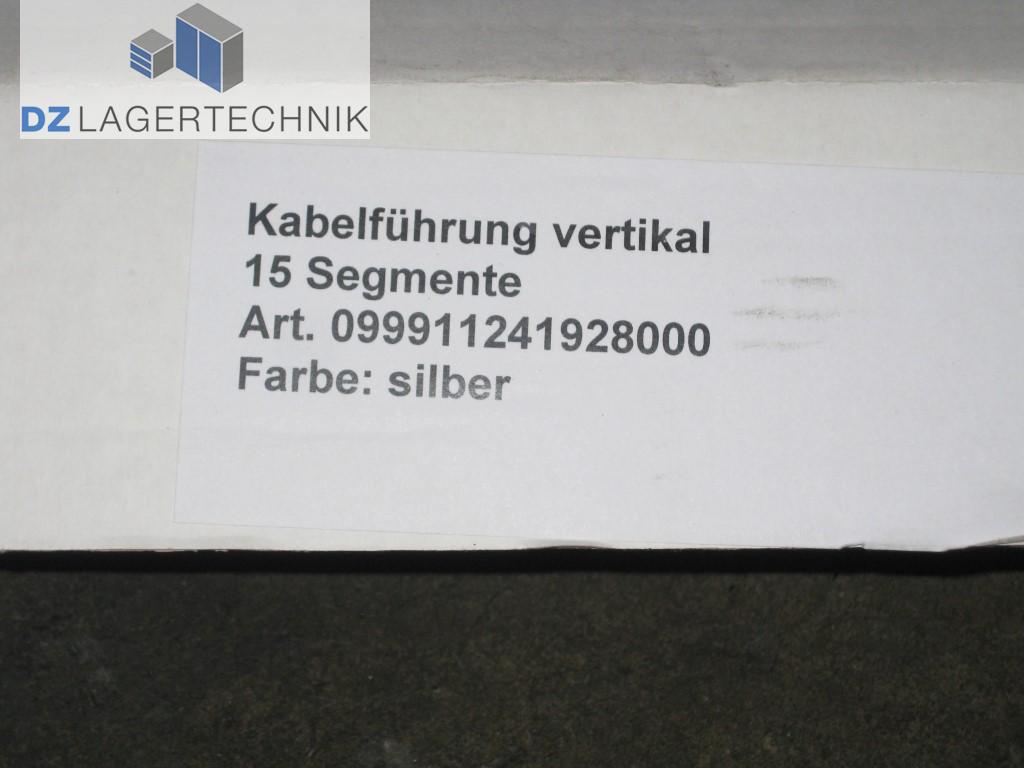 DZ LAGERTECHNIK
Kabelführung vertikal
15 Segmente
Art. 099911241928000
Farbe: silber